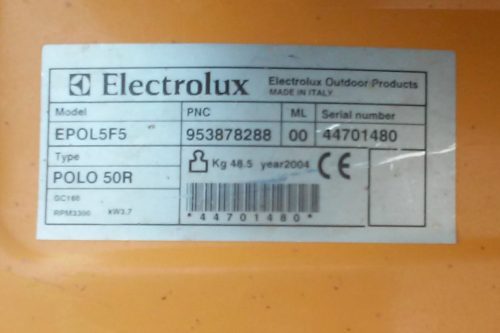 Electrolux Electrolux Outdoor Products
MADE IN ITALY
Model PNC ML Serial number
EPOL5F5 953878288 00 44701480
Type Kg 48.5 year2004 CE
POLO 50R
GC166
RPM3300 kW3.7
*44701480*